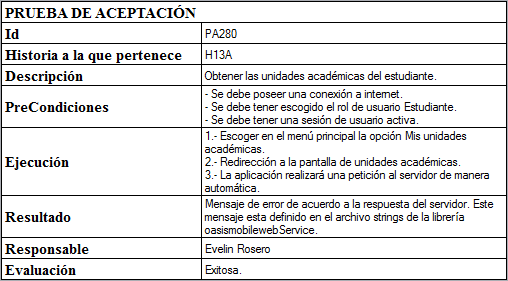 PRUEBA DE ACEPTACIÓN
Id PA280
Historia a la que pertenece H13A
Descripción Obtener las unidades académicas del estudiante.
PreCondiciones
- Se debe poseer una conexión a internet.
- Se debe tener escogido el rol de usuario Estudiante.
- Se debe tener una sesión de usuario activa.
Ejecución
1.- Escoger en el menú principal la opción Mis unidades
académicas.
2.- Redirección a la pantalla de unidades académicas.
3.- La aplicación realizará una petición al servidor de manera
automática.
Resultado
Mensaje de error de acuerdo a la respuesta del servidor. Este
mensaje esta definido en el archivo strings de la librería
oasismobilewebService.
Responsable Evelin Rosero
Evaluación Exitosa.